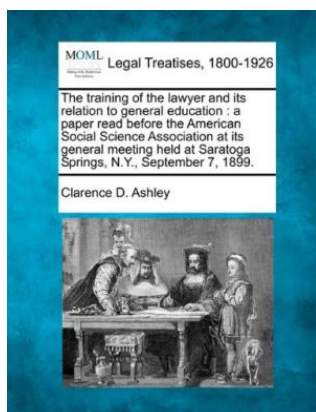 MOML
Legal Treatises, 1800-1926
The training of the lawyer and its
relation to general education : a
paper read before the American
Social Science Association at its
general meeting held at Saratoga
Springs, N.Y., September 7, 1899.
Clarence D. Ashley